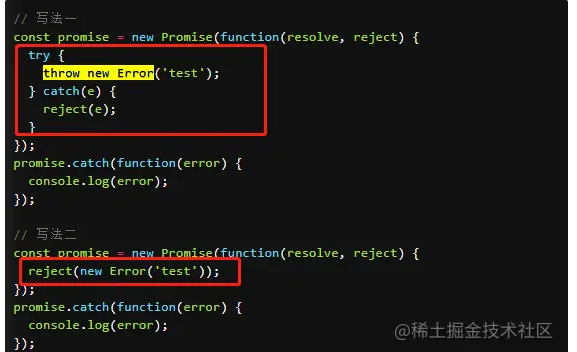 // 写法一
const promise = new Promise(function(resolve, reject) {
  try {
    throw new Error('test');
  } catch(e) {
    reject(e);
  }
});
promise.catch(function(error) {
  console.log(error);
});
// 写法二
const promise = new Promise(function(resolve, reject) {
  reject(new Error('test'));
});
promise.catch(function(error) {
  console.log(error);
});
@稀土掘金技术社区